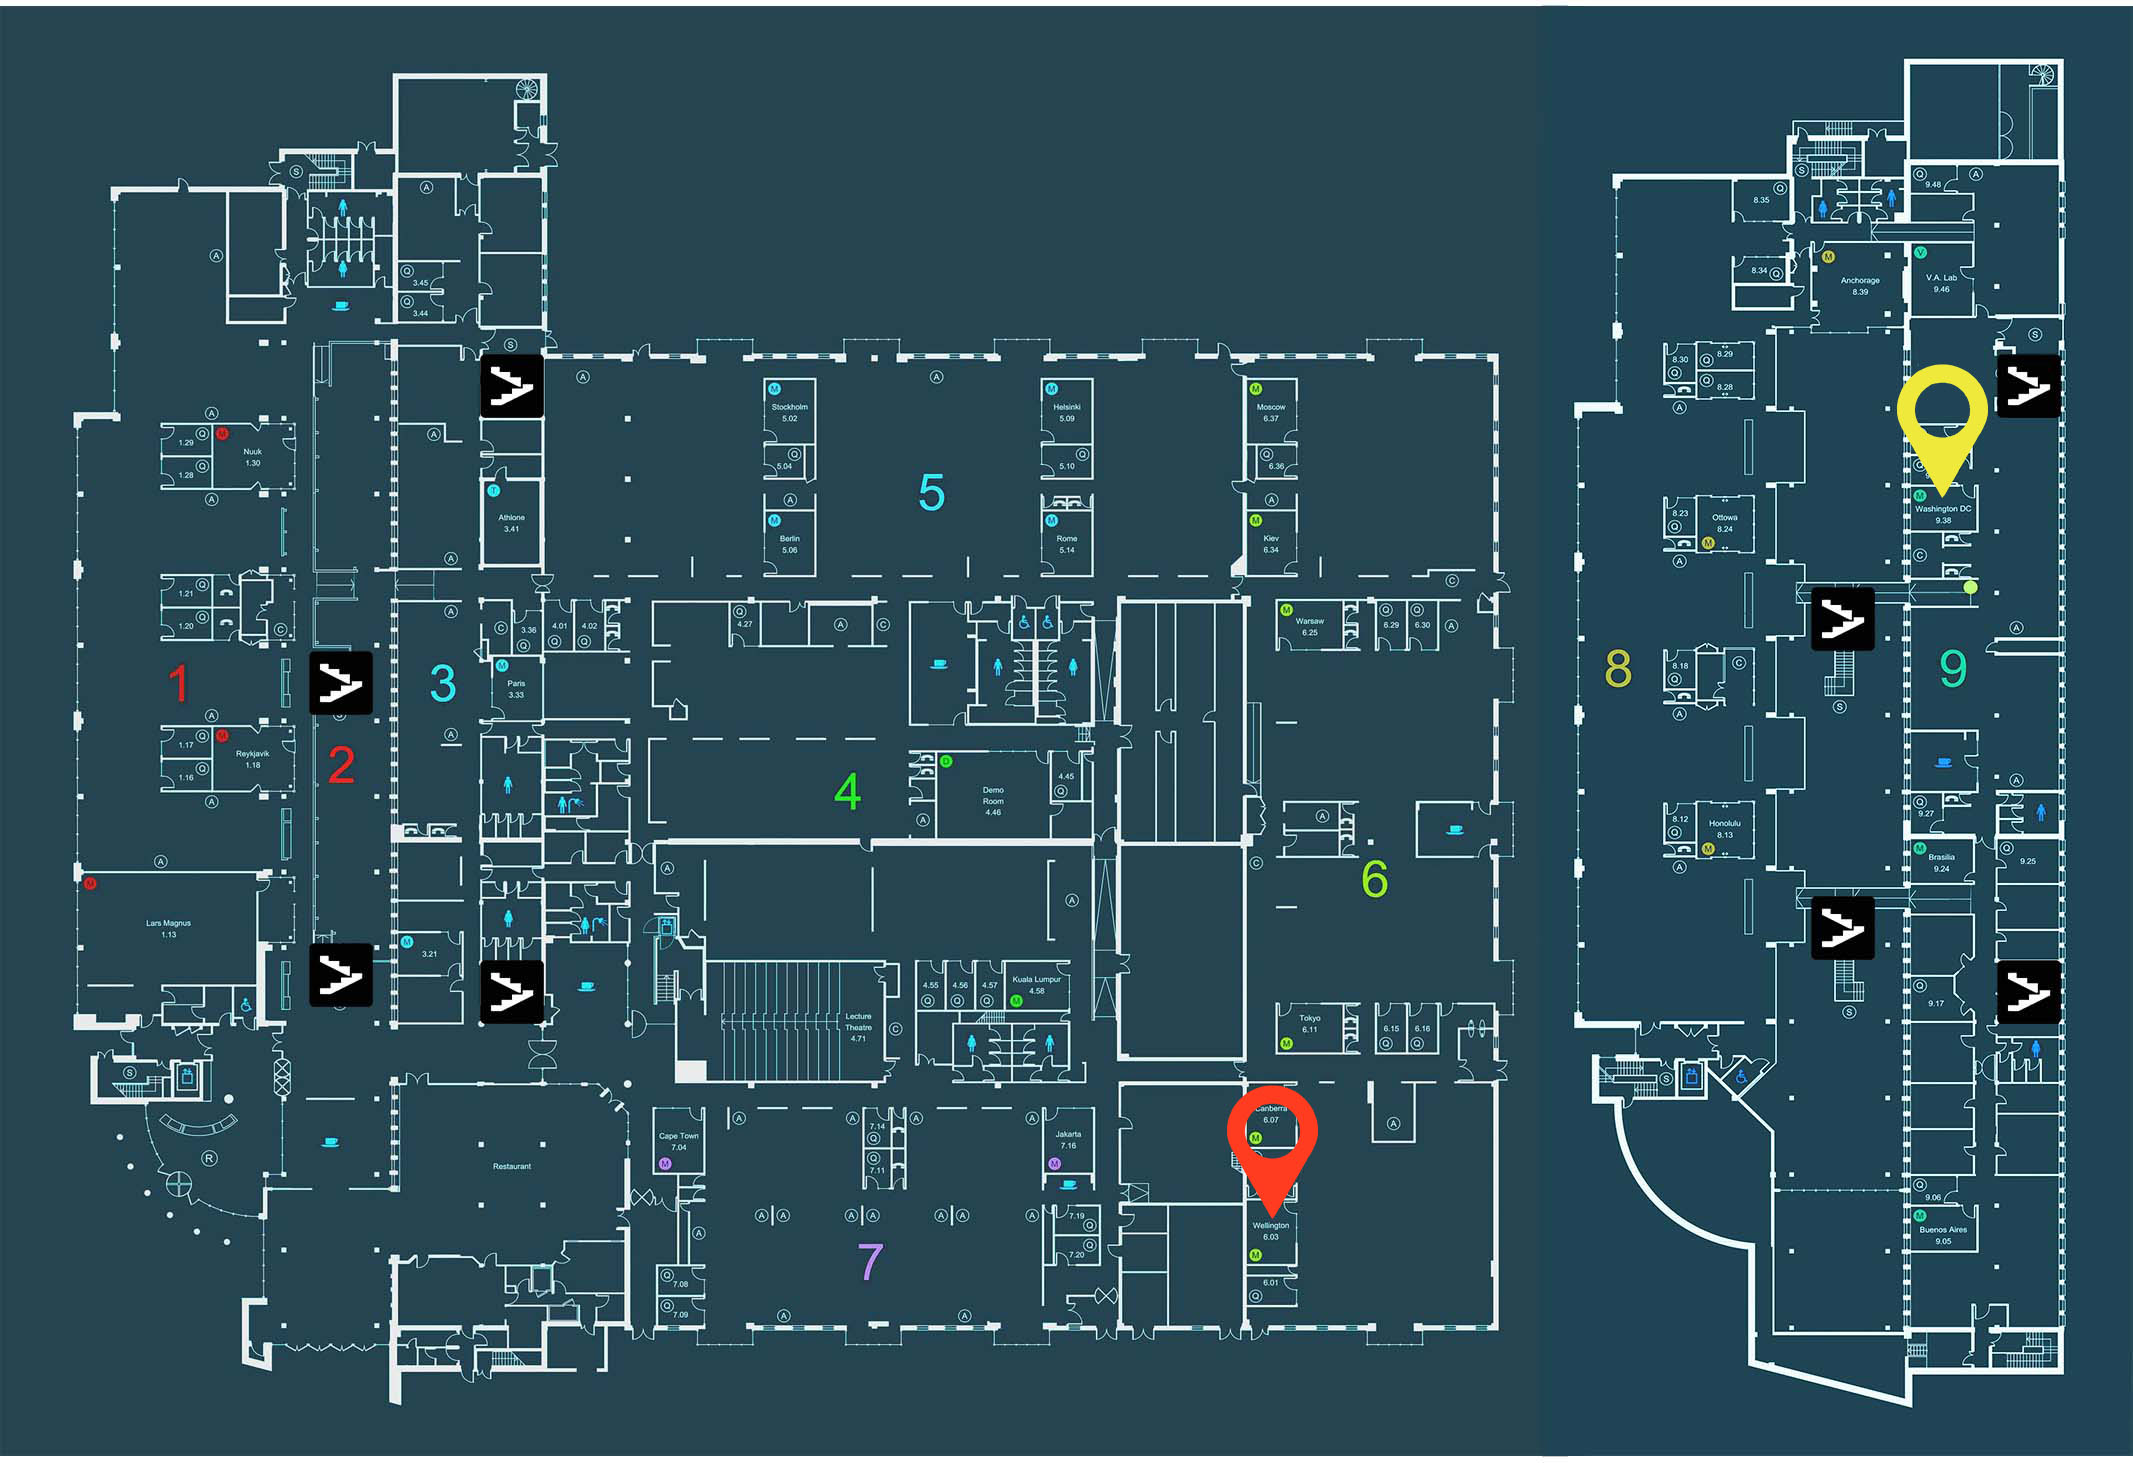 S
A
A
Q
3.45
Q
3.44
S
A
A
A
1.29
Q
M
Nuuk
1.30
1.28
Q
A
A
T
Athlone
3.41
A
M
Stockholm
5.02
Q
5.04
A
M
Berlin
5.06
5
M
Helsinki
5.09
Q
5.10
M
Rome
5.14
M
Moscow
6.37
Q
6.36
A
M
Kiev
6.34
C
1.21
Q
1.20
Q
C
A
C
3.36
Q
4.01
Q
4.02
Q
Q
4.27
A
C
M
Warsaw
6.25
Q
6.29
Q
6.30
A
1
2
3
M
Paris
3.33
A
A
1.17
Q
M
Reykjavik
1.18
1.16
Q
A
A
4
D
Demo
Room
4.46
4.45
Q
A
A
C
6
M
Lars Magnus
1.13
M
3.21
A
A
4.55
Q
4.56
Q
4.57
Q
Kuala Lumpur
4.58
M
Lecture
Theatre
4.71
C
Tokyo
6.11
M
6.15
Q
6.16
Q
S
R
Restaurant
Cape Town
7.04
M
A
7.14
Q
Q
7.11
A
Jakarta
7.16
M
Canberra
6.07
M
A
A
A
A
A
A
A
A
A
7
7.19
Q
Q
7.20
Q
7.08
Q
7.09
A
A
Wellington
6.03
M
6.01
Q
S
Q
8.35
Q
9.48
A
8.34
Q
M
Anchorage
8.39
V
V.A. Lab
9.46
S
8.30
Q
Q
8.29
Q
8.28
A
8.23
Q
Ottowa
8.24
M
A
Q
M
Washington DC
9.38
C
A
8
8.18
Q
C
A
9
S
A
8.12
Q
Honolulu
8.13
M
A
Q
9.27
M
Brasilia
9.24
Q
9.25
Q
9.17
S
S
Q
9.06
M
Buenos Aires
9.05